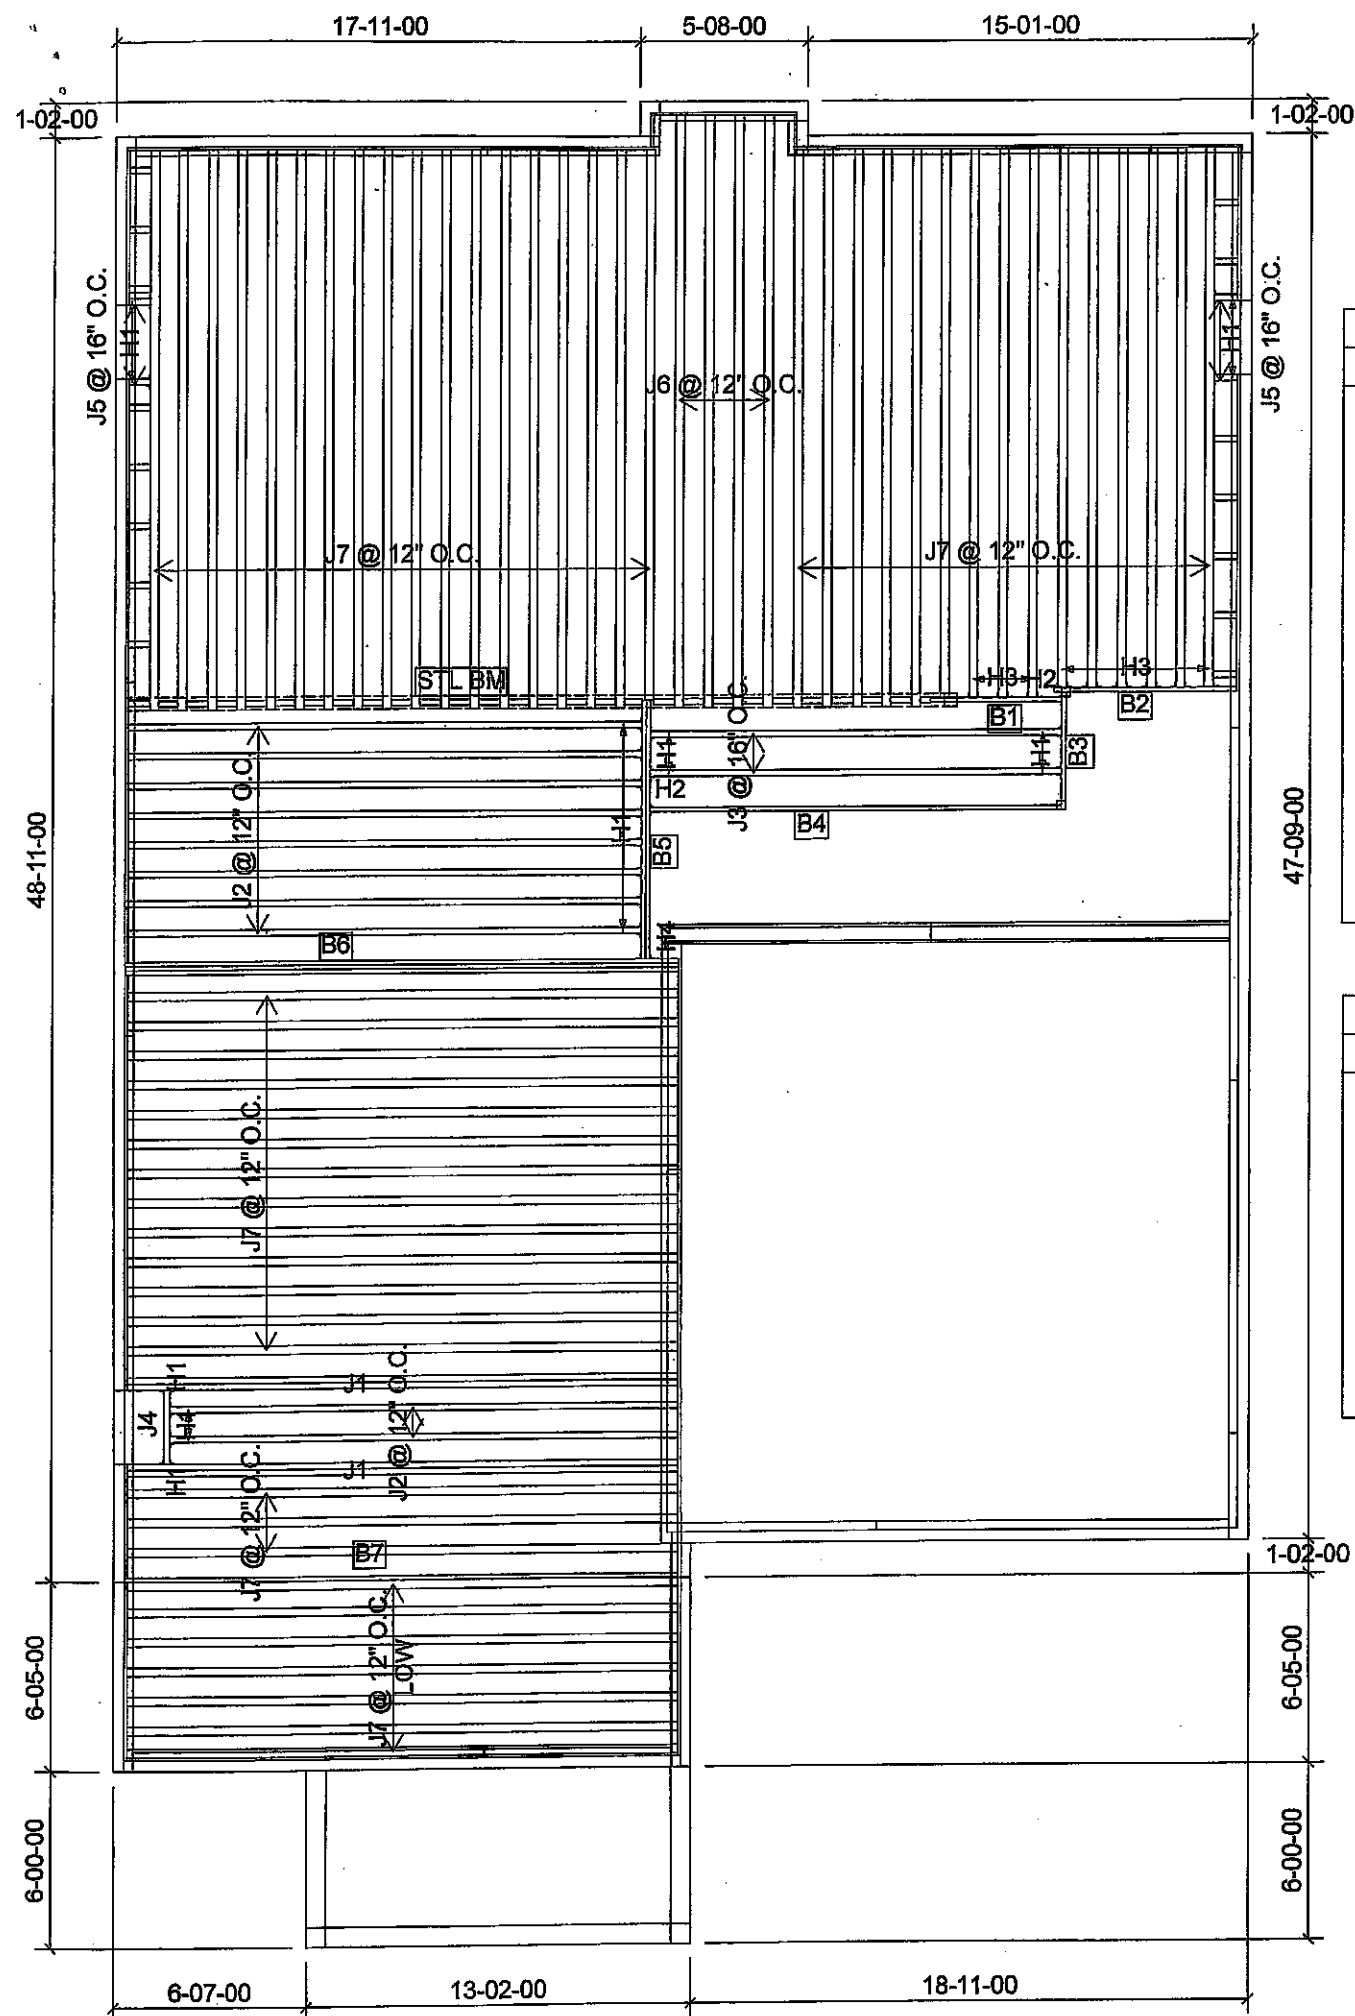 17-11-00
5-08-00
15-01-00
1-02-00
1-02-00
J5 @ 16" O.C.
H1
H1
J5 @ 16" O.C.
J6 @ 12" O.C.
J7 @ 12" O.C.
J7 @ 12" O.C.
STL BM
H3
H2
H3
B1
B2
J2 @ 12" O.C.
H1
H1
H2
J3 @ 16" O.C.
H1
B3
B4
B5
48-11-00
47-09-00
B6
H4
J7 @ 12" O.C.
H1
J1
J4
H4
J2 @ 12" O.C.
H1
J1
J7 @ 12" O.C.
B7
1-02-00
J7 @ 12" O.C.
LOW
6-05-00
6-05-00
6-00-00
6-00-00
6-07-00
13-02-00
18-11-00